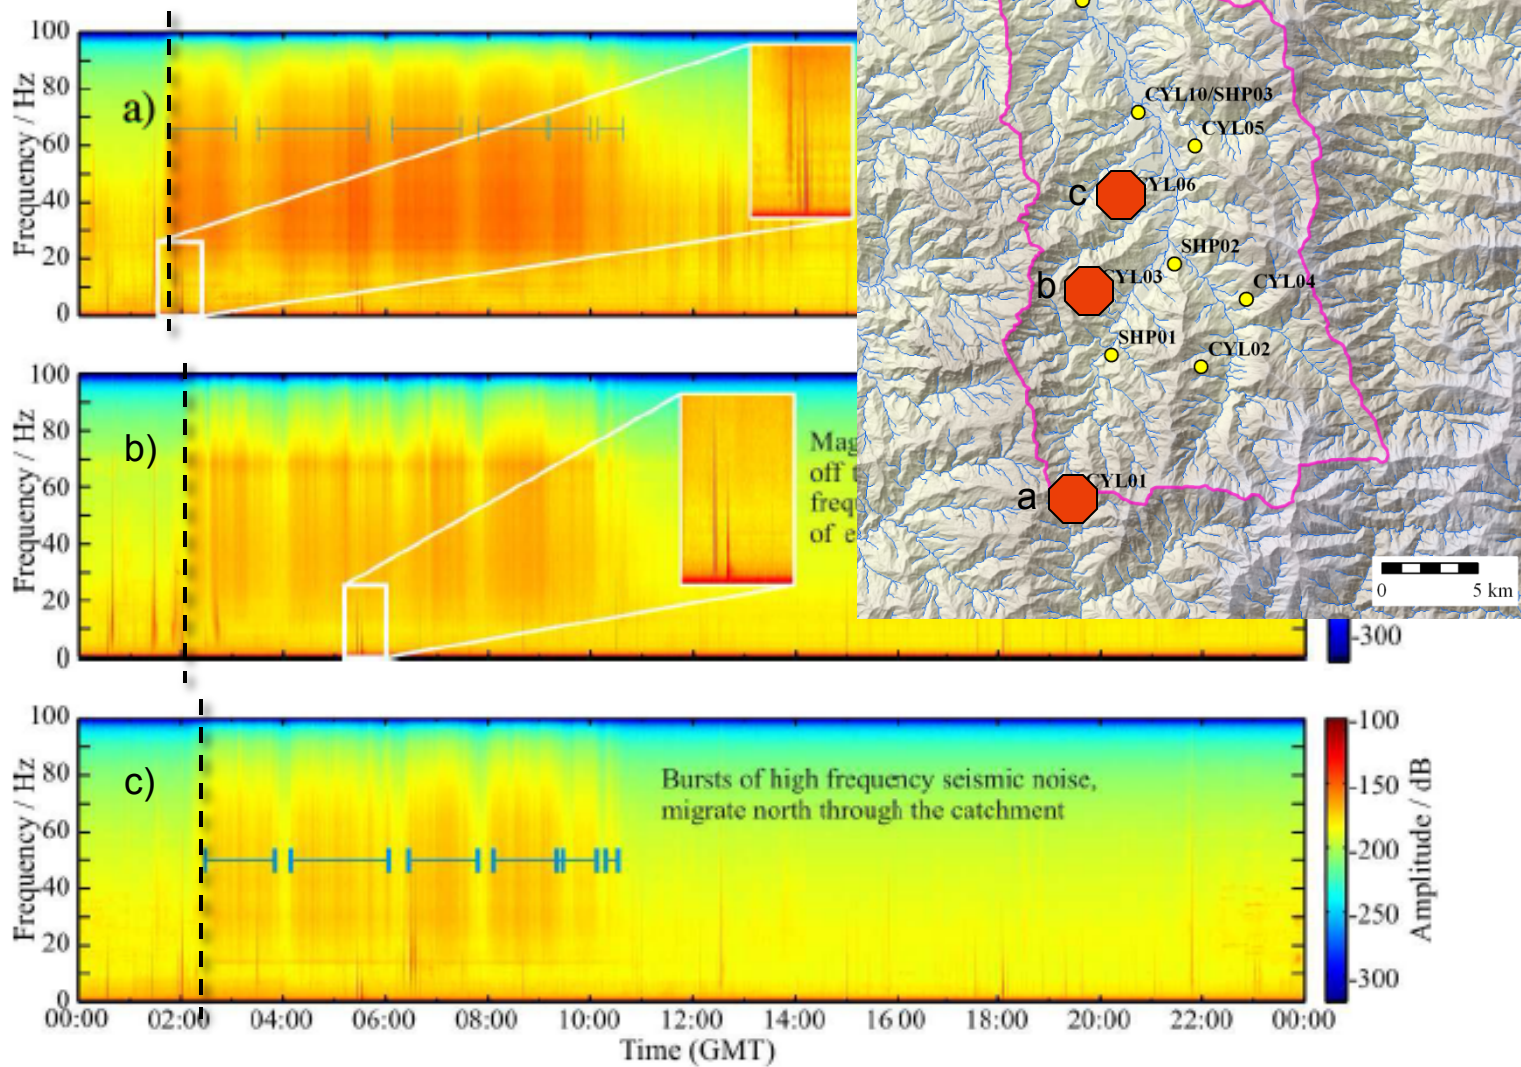 100
80
60
40
20
0
Frequency / Hz
a)
100
80
60
40
20
0
Frequency / Hz
b)
Mag
off t
freq
of e
-300
CYL10/SHP03
CYL05
c
CYL06
SHP02
b
CYL03
CYL04
SHP01
CYL02
a
CYL01
0 5 km
100
80
60
40
20
0
Frequency / Hz
c)
Bursts of high frequency seismic noise,
migrate north through the catchment
-100
-150
-200
-250
-300
Amplitude / dB
00:00 02:00 04:00 06:00 08:00 10:00 12:00 14:00 16:00 18:00 20:00 22:00 00:00
Time (GMT)